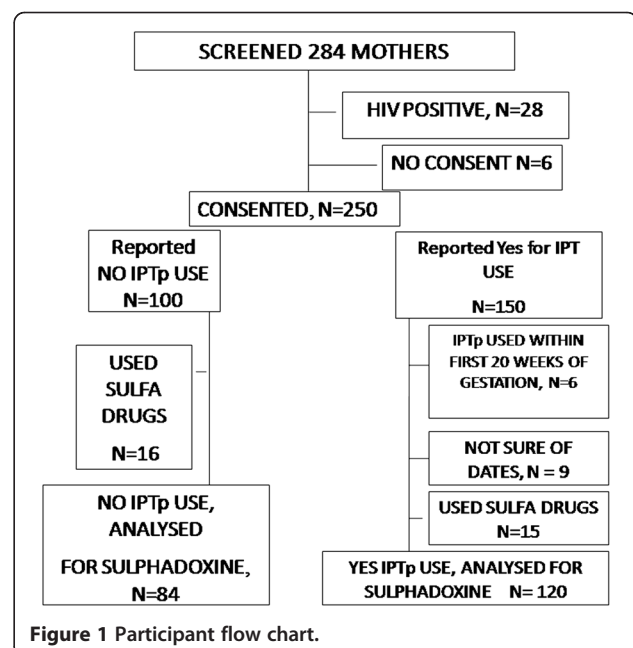 SCREENED 284 MOTHERS
HIV POSITIVE, N=28
NO CONSENT N=6
CONSENTED, N=250
Reported
NO IPTp USE
N=100
Reported Yes for IPT
USE
N=150
USED
SULFA
DRUGS
N=16
IPTp USED WITHIN
FIRST 20 WEEKS OF
GESTATION, N=6
NOT SURE OF
DATES, N = 9
USED SULFA DRUGS
N=15
NO IPTp USE,
ANALYSED
FOR SULPHADOXINE,
N=84
YES IPTp USE, ANALYSED FOR
SULPHADOXINE N= 120
Figure 1 Participant flow chart.